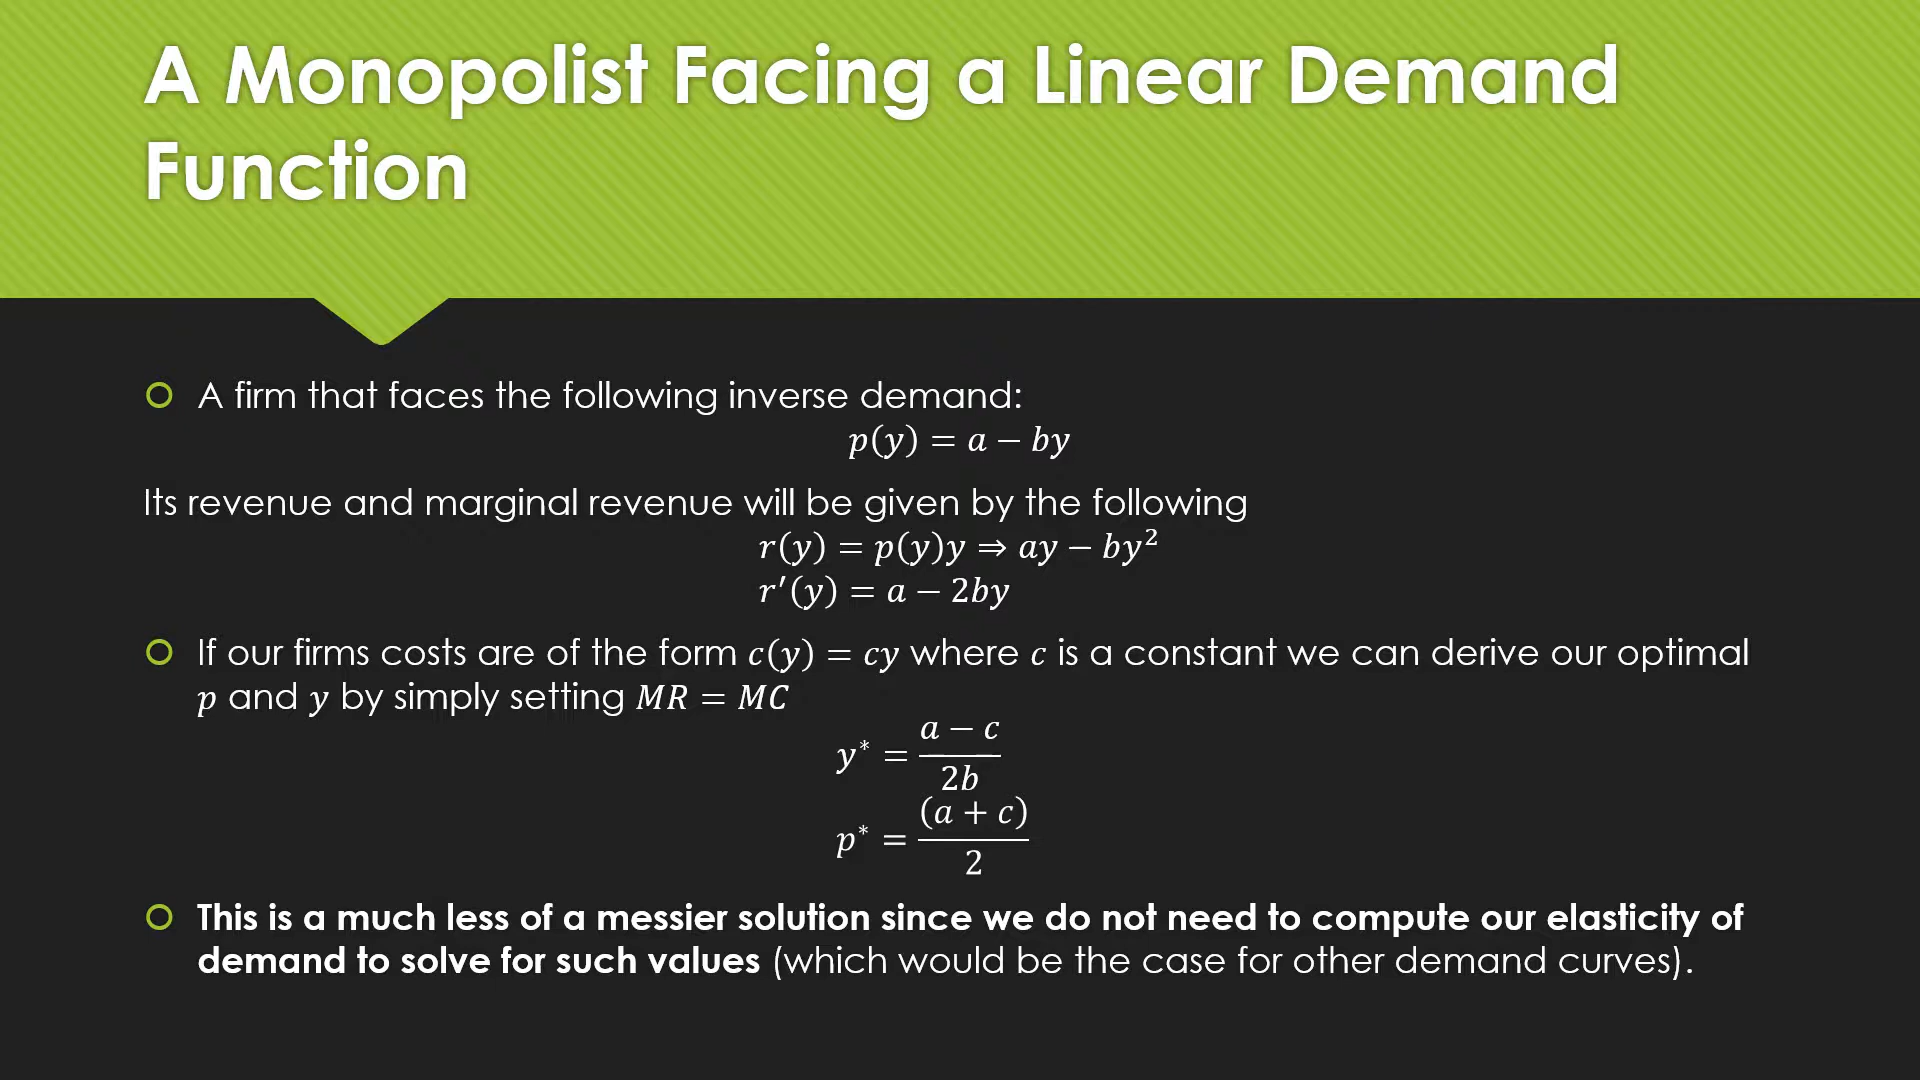 A Monopolist Facing a Linear Demand
Function
A firm that faces the following inverse demand:
p(y) = a − by
Its revenue and marginal revenue will be given by the following
r(y) = p(y)y ⇒ ay − by²
r′(y) = a − 2by
If our firms costs are of the form c(y) = cy where c is a constant we can derive our optimal
p and y by simply setting MR = MC
y* = (a − c)/2b
p* = (a + c)/2
This is a much less of a messier solution since we do not need to compute our elasticity of
demand to solve for such values (which would be the case for other demand curves).